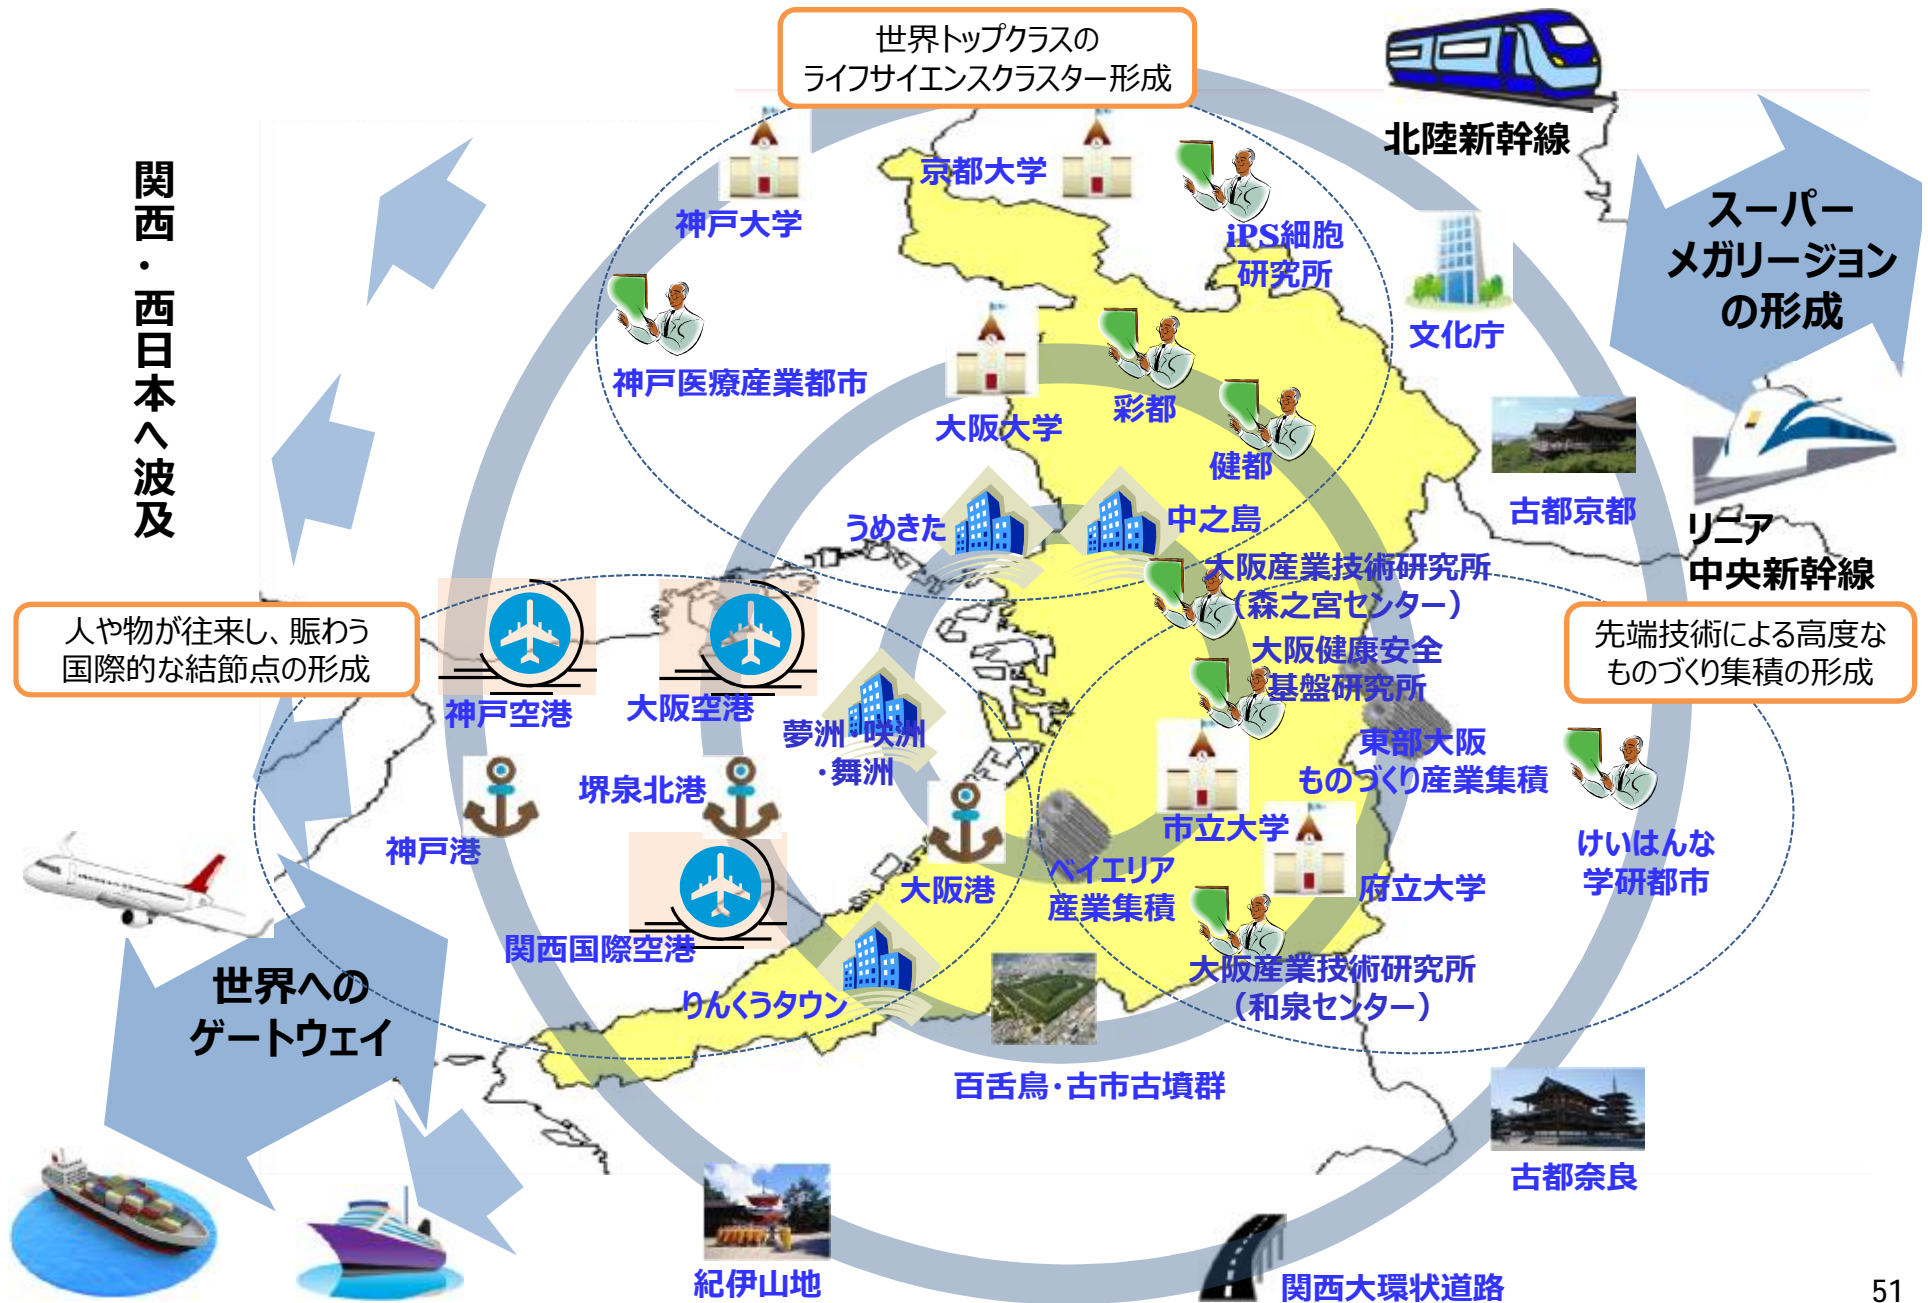 世界トップクラスの
ライフサイエンスクラスター形成
北陸新幹線
関西・西日本へ波及
京都大学
神戸大学
iPS細胞
研究所
スーパー
メガリージョン
の形成
文化庁
神戸医療産業都市
大阪大学
彩都
健都
古都京都
うめきた
中之島
リニア
中央新幹線
大阪産業技術研究所
（森之宮センター）
人や物が往来し、賑わう
国際的な結節点の形成
先端技術による高度な
ものづくり集積の形成
大阪健康安全
基盤研究所
神戸空港
大阪空港
夢洲・咲洲
・舞洲
東部大阪
ものづくり産業集積
堺泉北港
神戸港
市立大学
けいはんな
学研都市
大阪港
ベイエリア
産業集積
府立大学
関西国際空港
世界への
ゲートウェイ
りんくうタウン
大阪産業技術研究所
（和泉センター）
百舌鳥・古市古墳群
古都奈良
紀伊山地
関西大環状道路
51